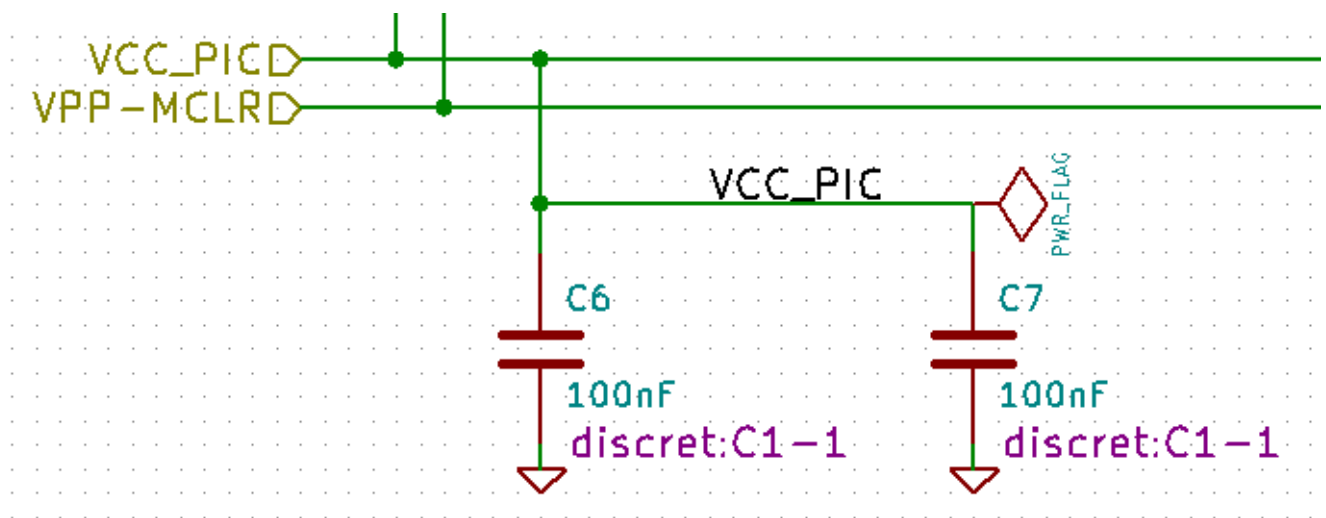 VCC_PIC
VPP-MCLR
VCC_PIC
PWR_FLAG
C6
C7
100nF
100nF
discret:C1-1
discret:C1-1